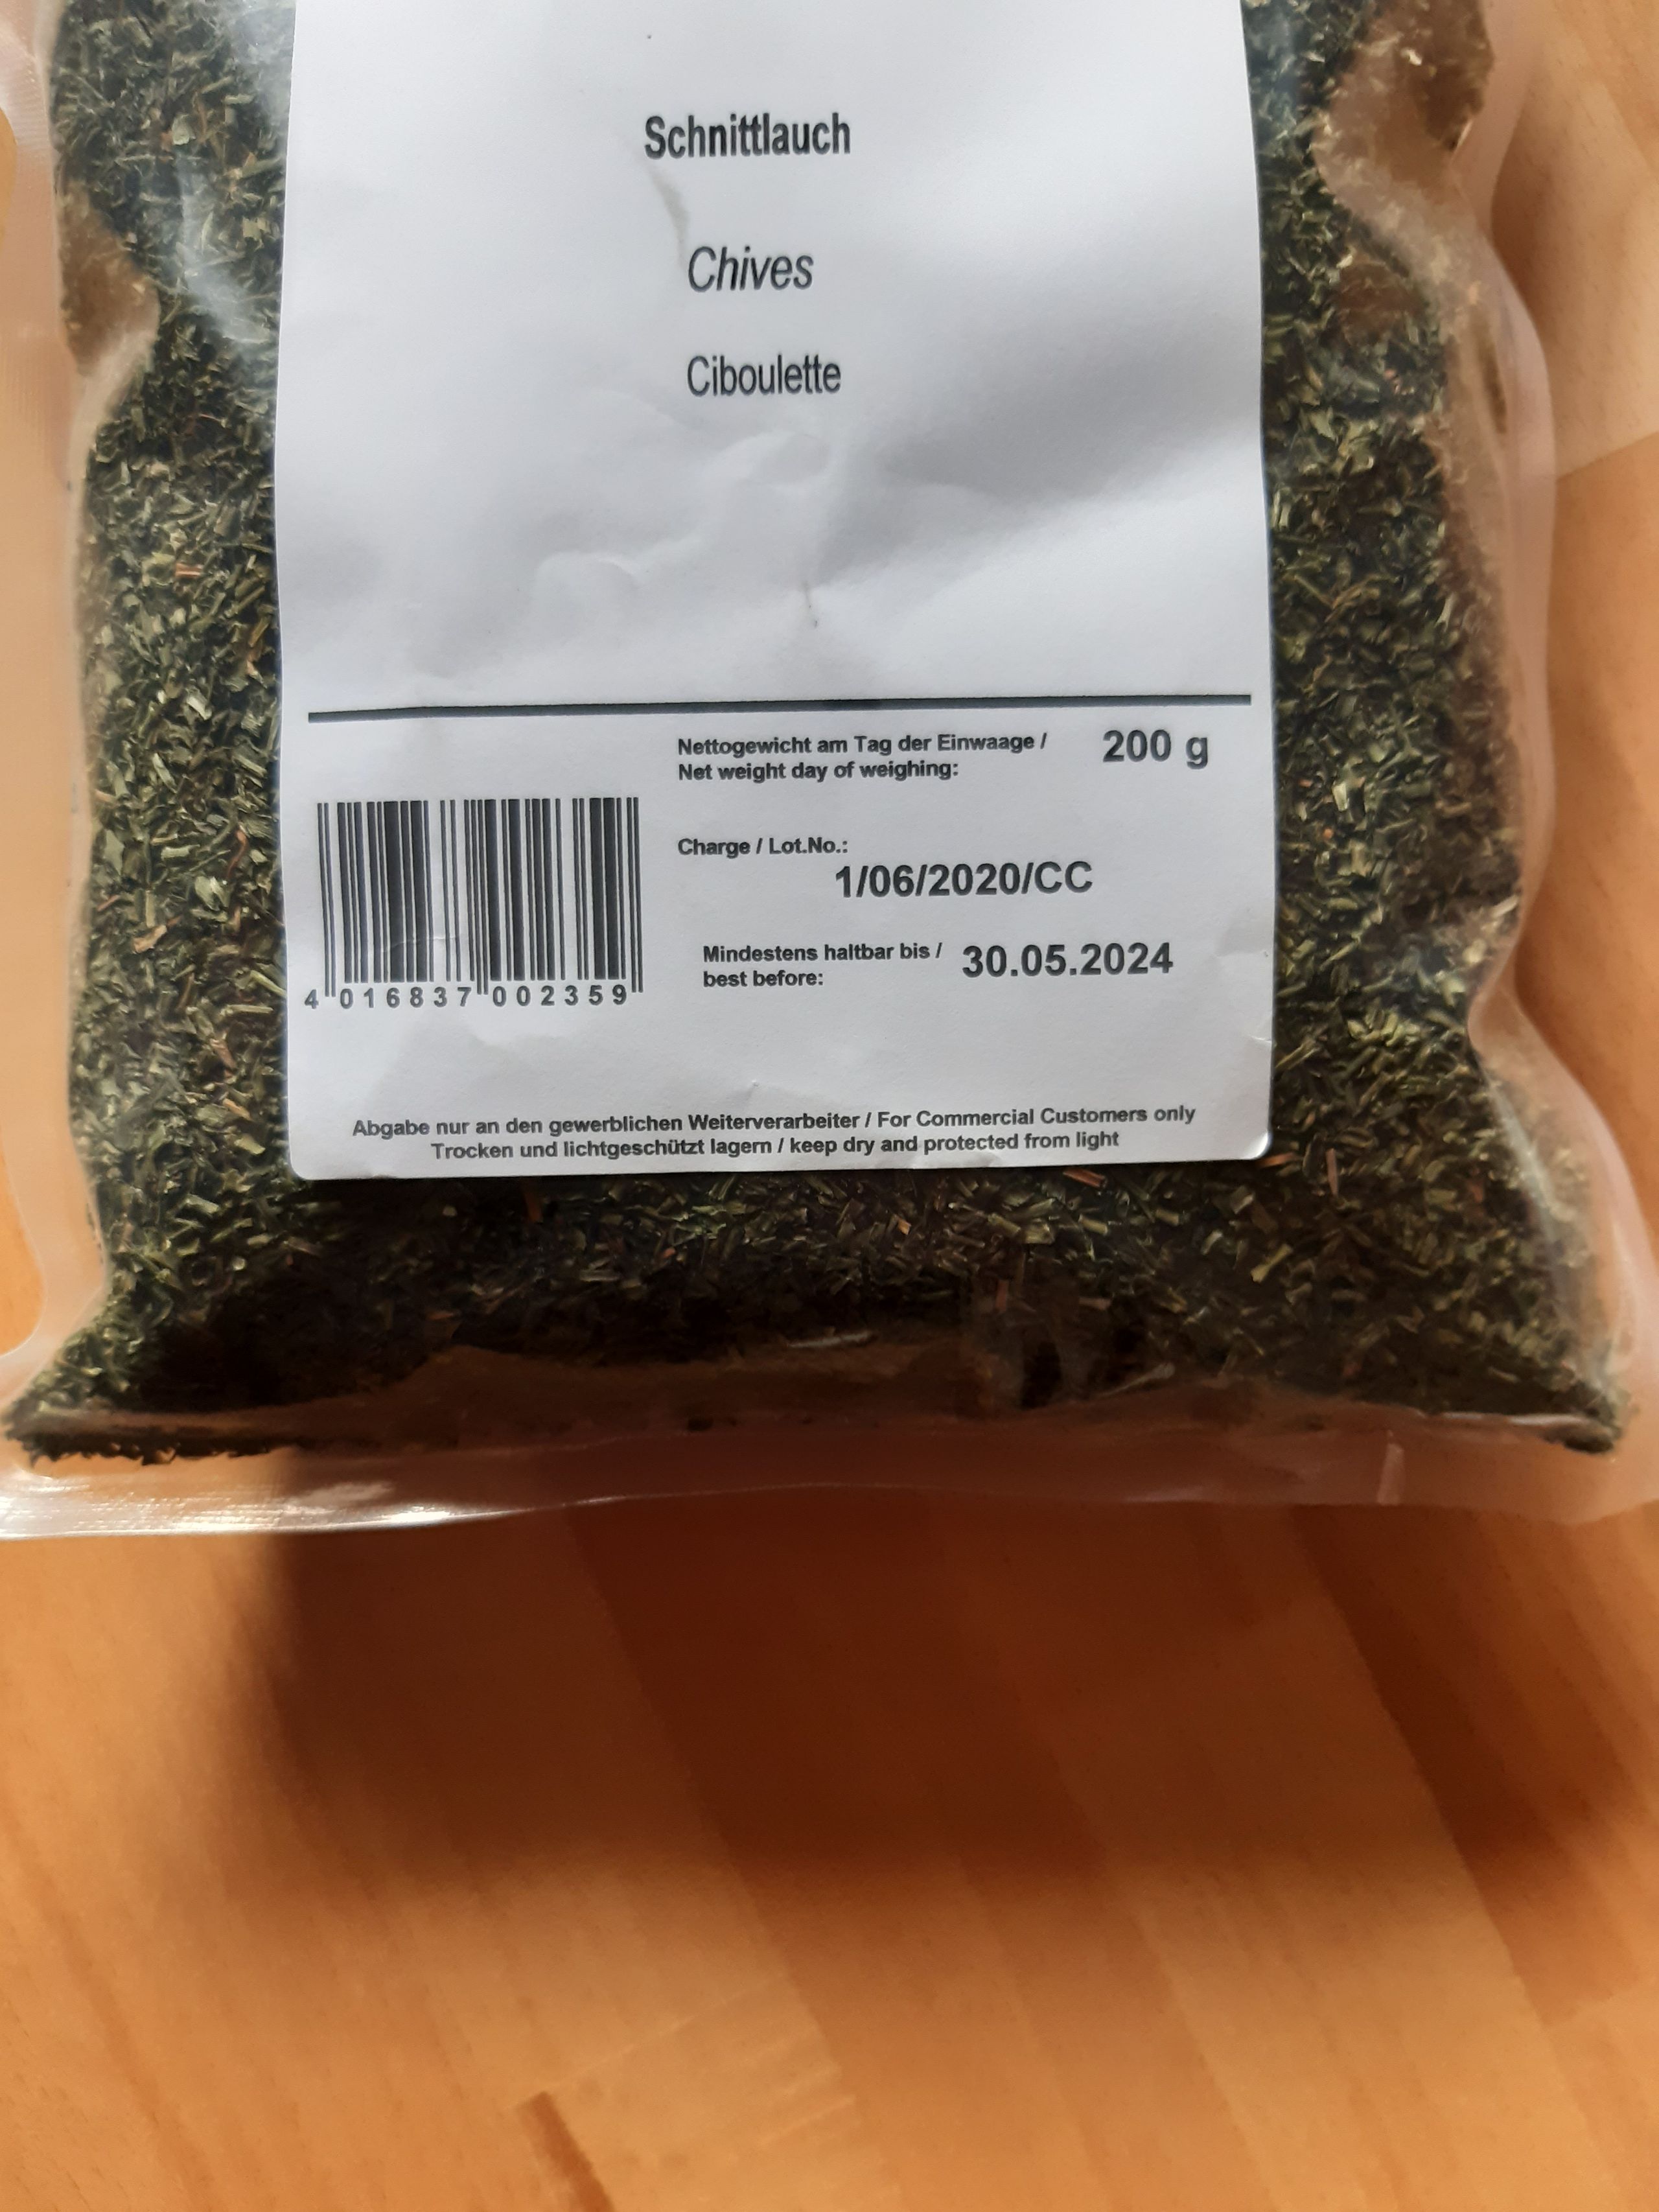 Schnittlauch
Chives
Ciboulette
Nettogewicht am Tag der Einwaage / 200 g
Net weight day of weighing:
Charge / Lot.No.:
1/06/2020/CC
Mindestens haltbar bis / 30.05.2024
best before:
4 016837 002359
Abgabe nur an den gewerblichen Weiterverarbeiter / For Commercial Customers only
Trocken und lichtgeschützt lagern / keep dry and protected from light